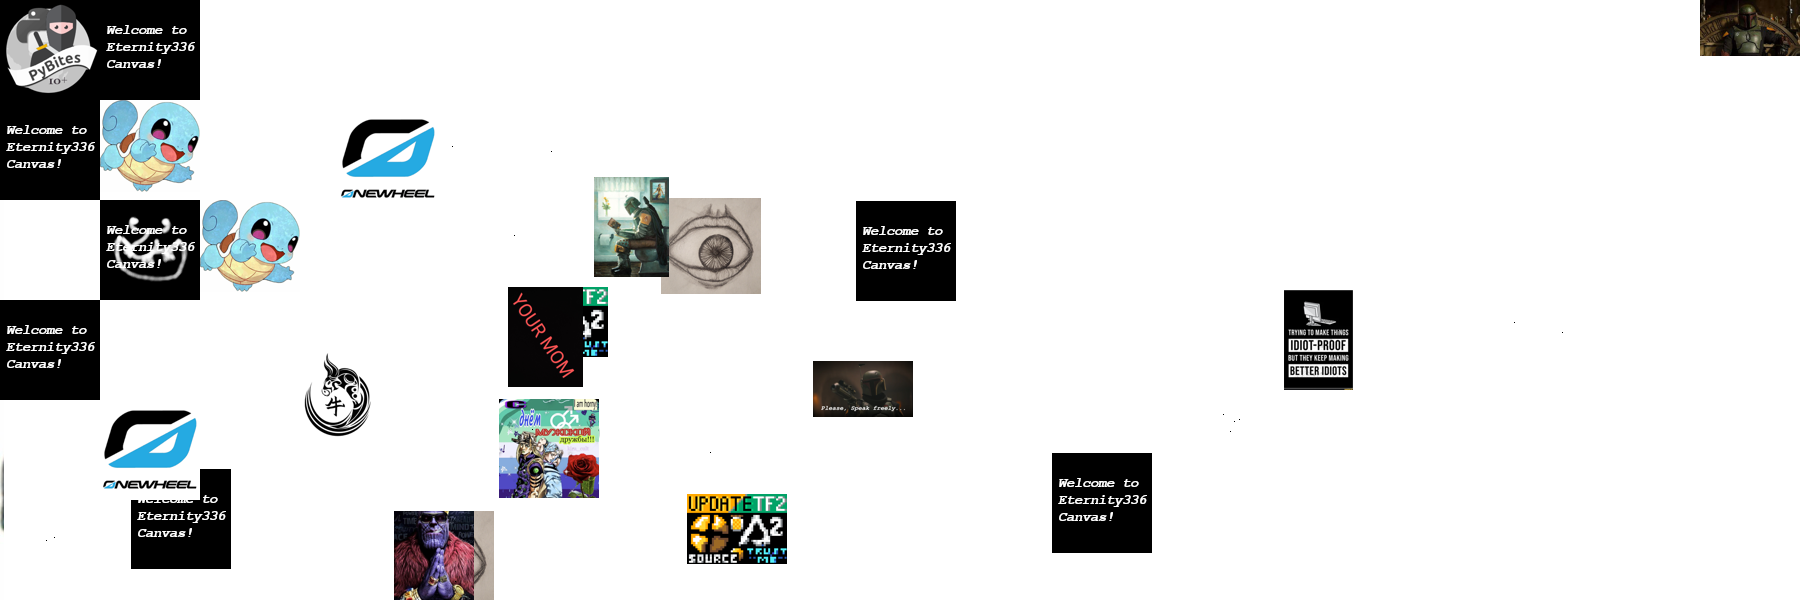 PyBites
10+
Welcome to
Eternity336
Canvas!
Welcome to
Eternity336
Canvas!
ONEWHEEL
Welcome to
Eternity336
Canvas!
Welcome to
Eternity336
Canvas!
YOUR MOM
TF2
2
TRYING TO MAKE THINGS
IDIOT-PROOF
BUT THEY KEEP MAKING
BETTER IDIOTS
Welcome to
Eternity336
Canvas!
牛
Please, Speak freely...
I am horny
днём
МУЖСКОЙ
дружбы!!!
ONEWHEEL
Welcome to
Eternity336
Canvas!
UPDATE TF2
SOURCE 2
TRUST
ME
Welcome to
Eternity336
Canvas!